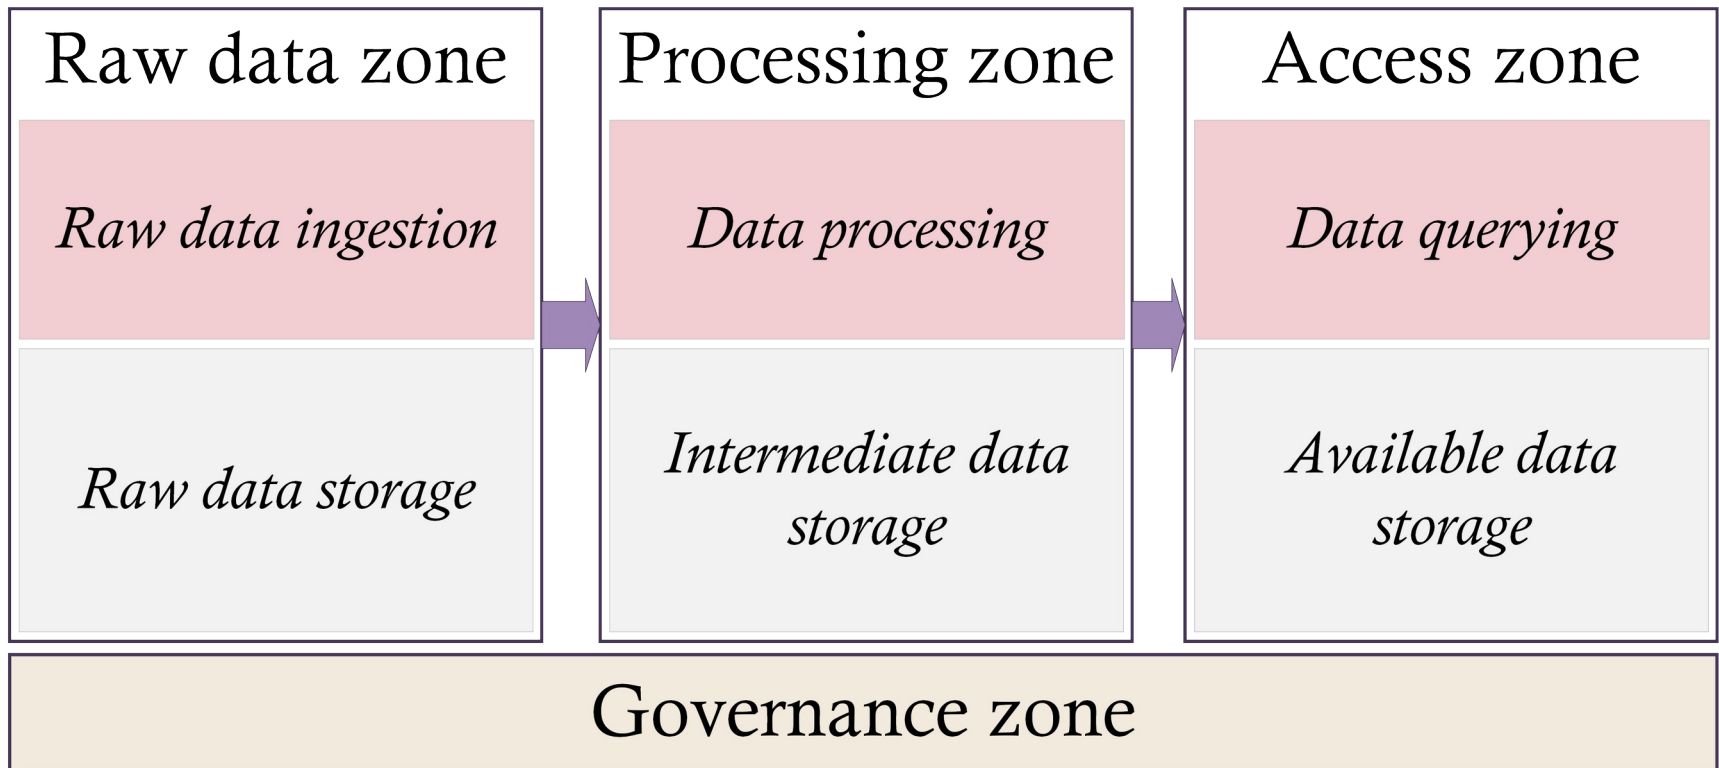 Raw data zone
Raw data ingestion
Raw data storage
Processing zone
Data processing
Intermediate data
storage
Access zone
Data querying
Available data
storage
Governance zone